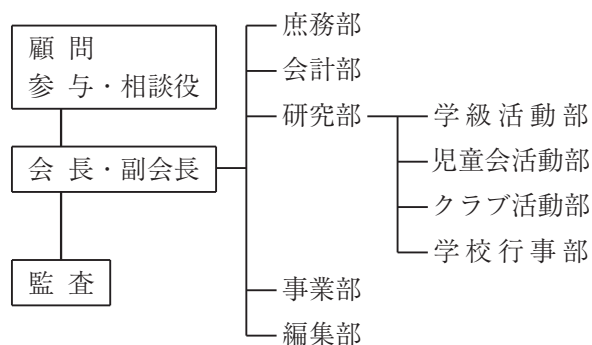 顧 問
参 与・相談役
会 長・副会長
監 査
庶務部
会計部
研究部
学級活動部
児童会活動部
クラブ活動部
学校行事部
事業部
編集部